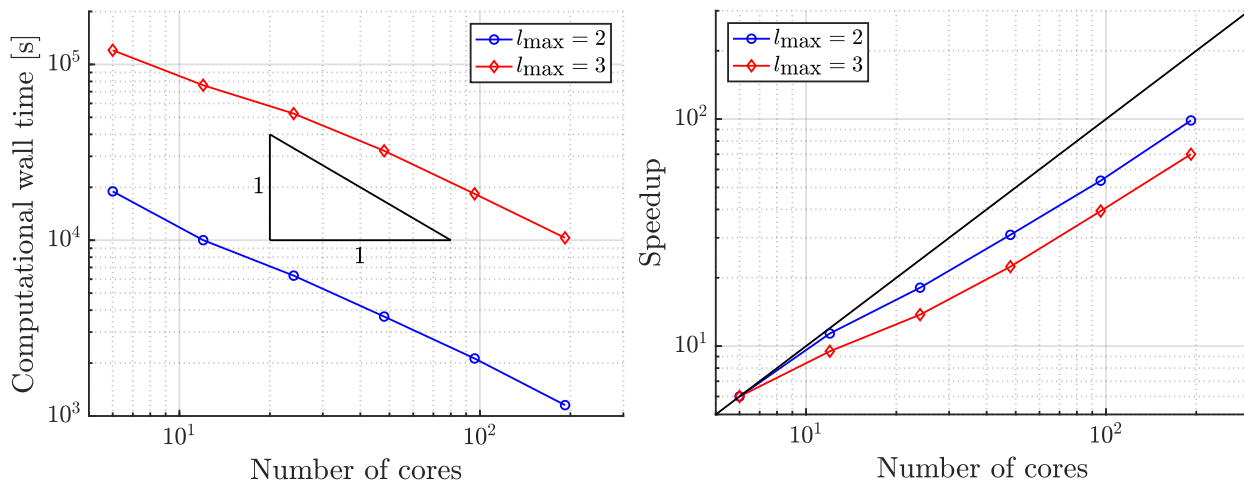 Computational wall time [s]
10^5
10^4
10^3
l_max = 2
l_max = 3
1
1
10^1
10^2
Number of cores
Speedup
10^2
10^1
l_max = 2
l_max = 3
10^1
10^2
Number of cores